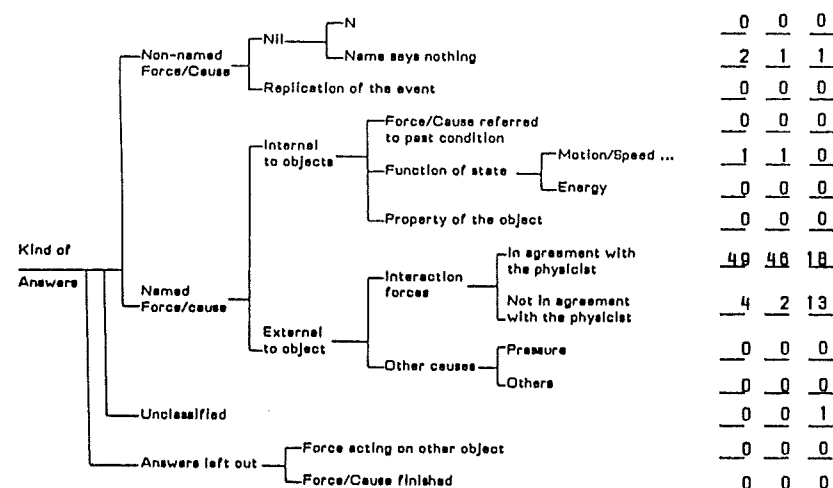 N 0 0 0
Nil
Non-named
Force/Cause
Name says nothing 2 1 1
Replication of the event 0 0 0
Force/Cause referred
to past condition 0 0 0
Internal
to objects
Motion/Speed ... 1 1 0
Function of state
Energy 0 0 0
Property of the object 0 0 0
Kind of
Answers
In agreement with
the physicist 49 46 18
Interaction
forces
Named
Force/cause
Not in agreement
with the physicist 4 2 13
External
to object
Pressure 0 0 0
Other causes
Others 0 0 0
Unclassified 0 0 1
Force acting on other object 0 0 0
Answers left out
Force/Cause finished 0 0 0